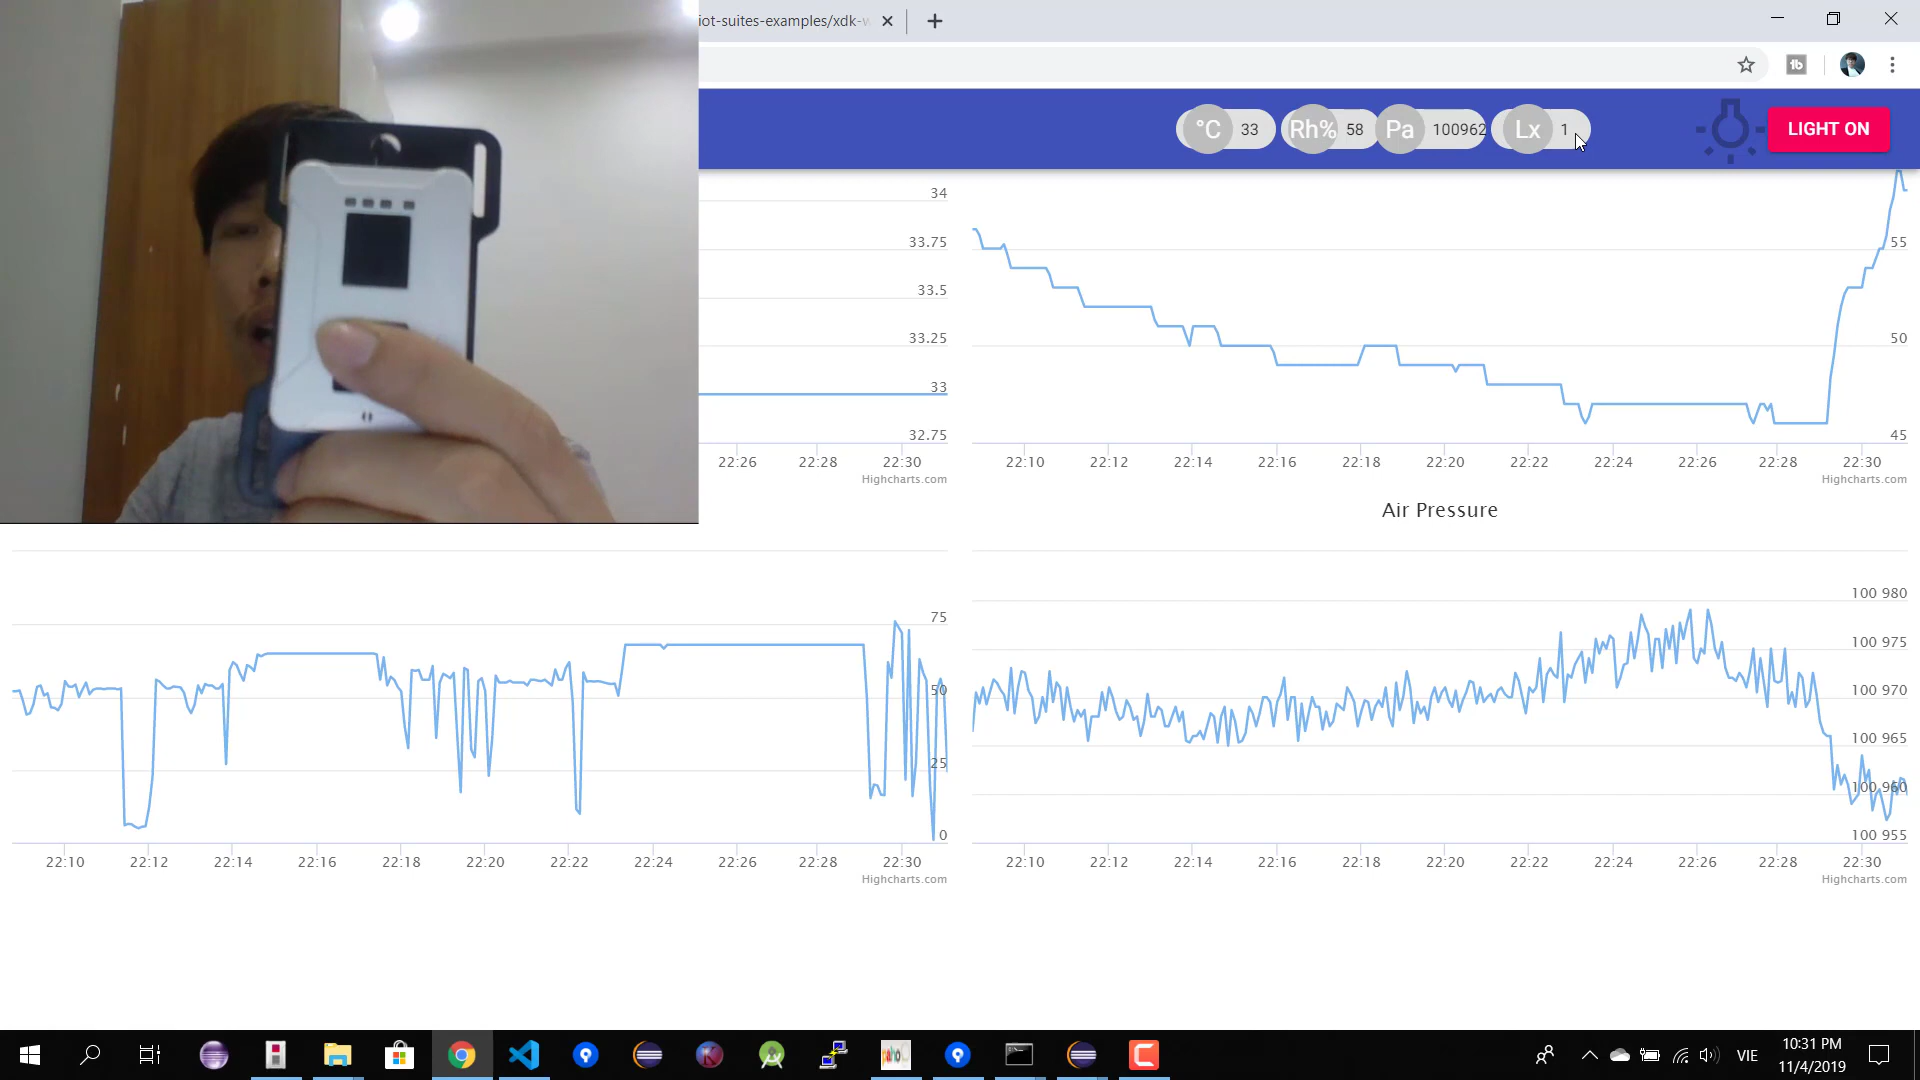 iot-suites-examples/xdk-w
°C 33 Rh% 58 Pa 100962 Lx 1 LIGHT ON
34
33.75
33.5
33.25
33
32.75
22:26 22:28 22:30
Highcharts.com
55
50
45
22:10 22:12 22:14 22:16 22:18 22:20 22:22 22:24 22:26 22:28 22:30
Highcharts.com
75
50
25
0
22:10 22:12 22:14 22:16 22:18 22:20 22:22 22:24 22:26 22:28 22:30
Highcharts.com
Air Pressure
100 980
100 975
100 970
100 965
100 960
100 955
22:10 22:12 22:14 22:16 22:18 22:20 22:22 22:24 22:26 22:28 22:30
Highcharts.com
paho
VIE
10:31 PM
11/4/2019